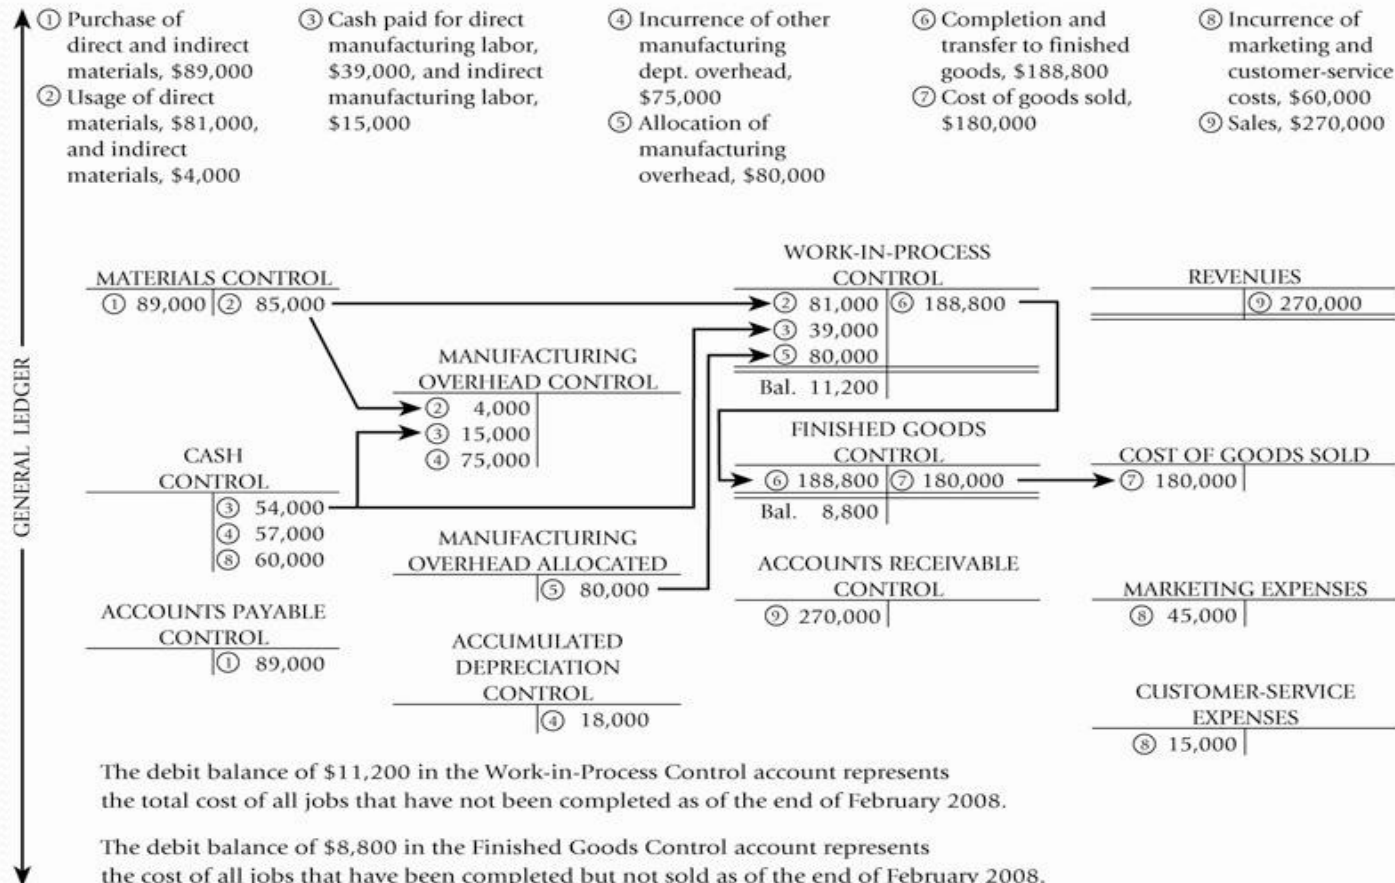 ① Purchase of
direct and indirect
materials, $89,000
② Usage of direct
materials, $81,000,
and indirect
materials, $4,000
③ Cash paid for direct
manufacturing labor,
$39,000, and indirect
manufacturing labor,
$15,000
④ Incurrence of other
manufacturing
dept. overhead,
$75,000
⑤ Allocation of
manufacturing
overhead, $80,000
⑥ Completion and
transfer to finished
goods, $188,800
⑦ Cost of goods sold,
$180,000
⑧ Incurrence of
marketing and
customer-service
costs, $60,000
⑨ Sales, $270,000
GENERAL LEDGER
MATERIALS CONTROL
① 89,000 ② 85,000
CASH
CONTROL
③ 54,000
④ 57,000
⑧ 60,000
ACCOUNTS PAYABLE
CONTROL
① 89,000
MANUFACTURING
OVERHEAD CONTROL
② 4,000
③ 15,000
④ 75,000
MANUFACTURING
OVERHEAD ALLOCATED
⑤ 80,000
ACCUMULATED
DEPRECIATION
CONTROL
④ 18,000
WORK-IN-PROCESS
CONTROL
② 81,000 ⑥ 188,800
③ 39,000
⑤ 80,000
Bal. 11,200
FINISHED GOODS
CONTROL
⑥ 188,800 ⑦ 180,000
Bal. 8,800
ACCOUNTS RECEIVABLE
CONTROL
⑨ 270,000
REVENUES
⑨ 270,000
COST OF GOODS SOLD
⑦ 180,000
MARKETING EXPENSES
⑧ 45,000
CUSTOMER-SERVICE
EXPENSES
⑧ 15,000
The debit balance of $11,200 in the Work-in-Process Control account represents
the total cost of all jobs that have not been completed as of the end of February 2008.
The debit balance of $8,800 in the Finished Goods Control account represents
the cost of all jobs that have been completed but not sold as of the end of February 2008.